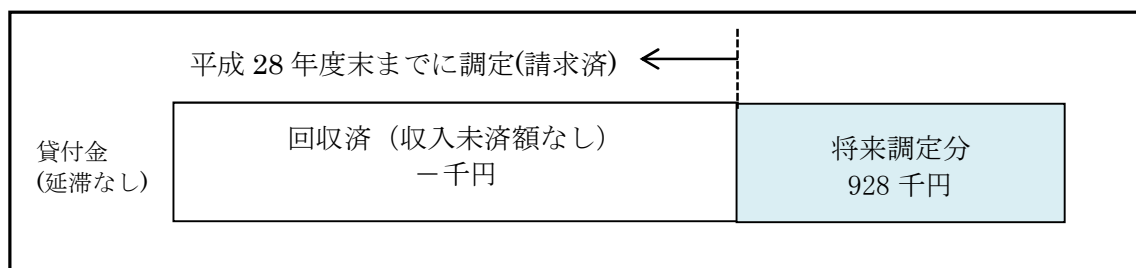 平成 28 年度末までに調定(請求済)
貸付金
(延滞なし)
回収済（収入未済額なし）
－千円
将来調定分
928 千円